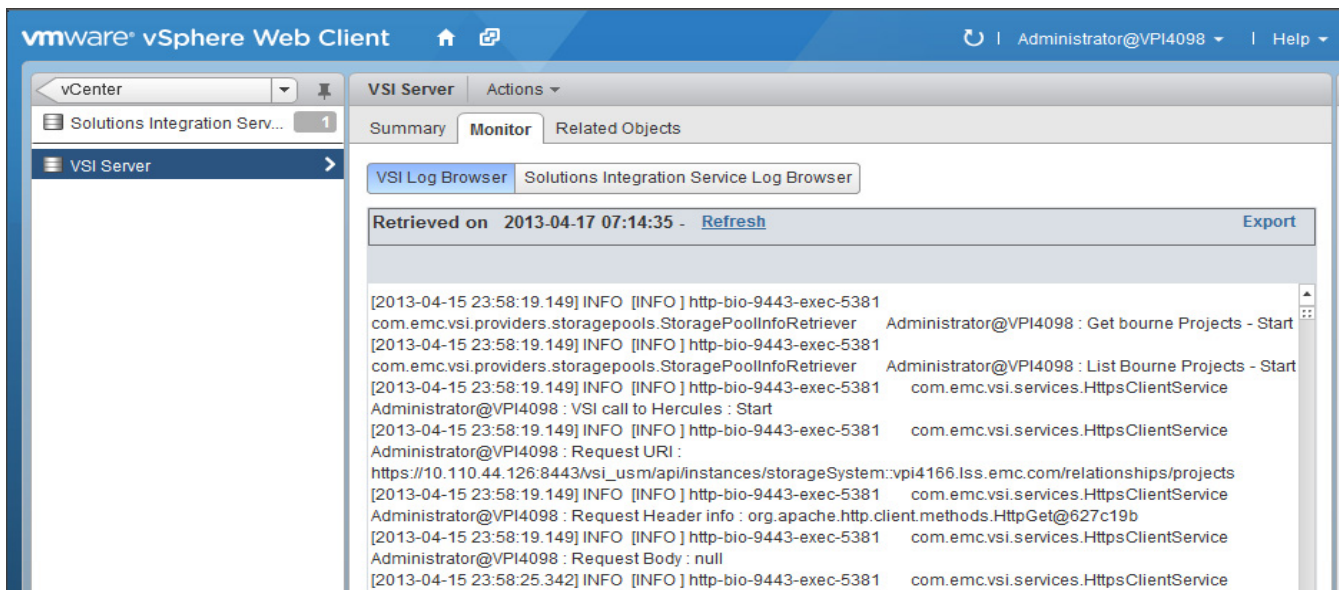 vmware® vSphere Web Client
Administrator@VPI4098
Help
vCenter
Solutions Integration Serv... 1
VSI Server
VSI Server Actions
Summary Monitor Related Objects
VSI Log Browser Solutions Integration Service Log Browser
Retrieved on 2013-04-17 07:14:35 - Refresh Export
[2013-04-15 23:58:19.149] INFO [INFO ] http-bio-9443-exec-5381
com.emc.vsi.providers.storagepools.StoragePoolInfoRetriever Administrator@VPI4098 : Get bourne Projects - Start
[2013-04-15 23:58:19.149] INFO [INFO ] http-bio-9443-exec-5381
com.emc.vsi.providers.storagepools.StoragePoolInfoRetriever Administrator@VPI4098 : List Bourne Projects - Start
[2013-04-15 23:58:19.149] INFO [INFO ] http-bio-9443-exec-5381 com.emc.vsi.services.HttpsClientService
Administrator@VPI4098 : VSI call to Hercules : Start
[2013-04-15 23:58:19.149] INFO [INFO ] http-bio-9443-exec-5381 com.emc.vsi.services.HttpsClientService
Administrator@VPI4098 : Request URI :
https://10.110.44.126:8443/vsi_usm/api/instances/storageSystem::vpi4166.lss.emc.com/relationships/projects
[2013-04-15 23:58:19.149] INFO [INFO ] http-bio-9443-exec-5381 com.emc.vsi.services.HttpsClientService
Administrator@VPI4098 : Request Header info : org.apache.http.client.methods.HttpGet@627c19b
[2013-04-15 23:58:19.149] INFO [INFO ] http-bio-9443-exec-5381 com.emc.vsi.services.HttpsClientService
Administrator@VPI4098 : Request Body : null
[2013-04-15 23:58:25.342] INFO [INFO ] http-bio-9443-exec-5381 com.emc.vsi.services.HttpsClientService